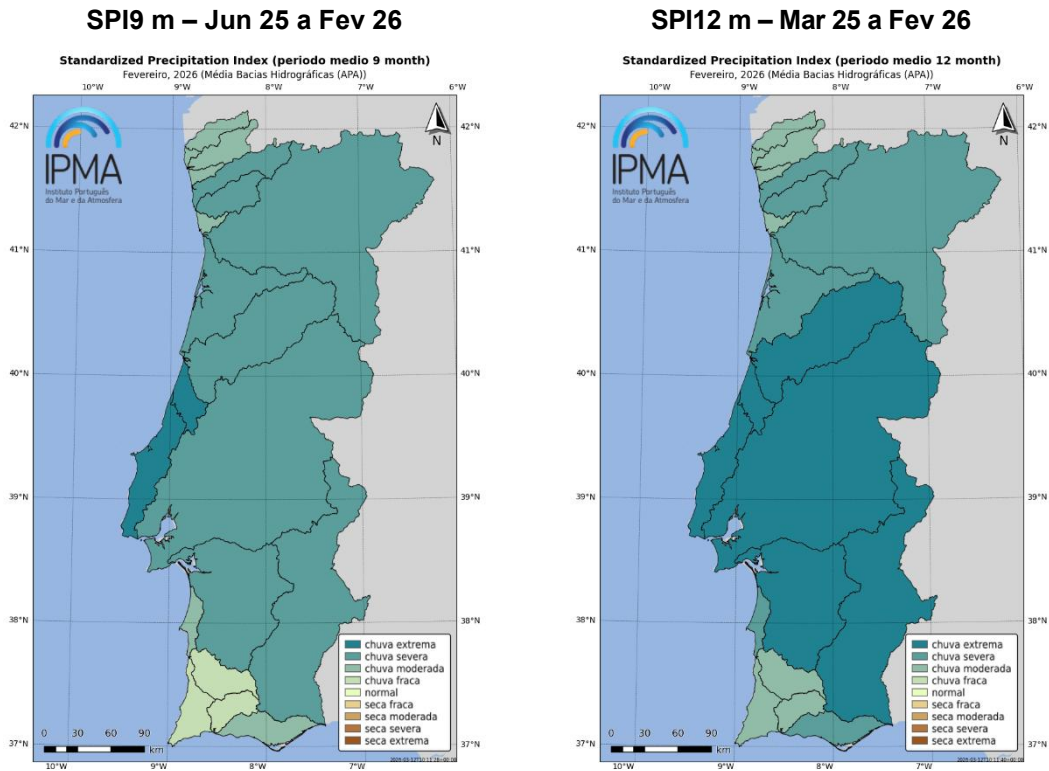 SPI9 m – Jun 25 a Fev 26
Standardized Precipitation Index (periodo medio 9 month)
Fevereiro, 2026 (Média Bacias Hidrográficas (APA))
10°W 9°W 8°W 7°W 6°W
42°N
41°N
40°N
39°N
38°N
37°N
IPMA
Instituto Português
do Mar e da Atmosfera
N
42°N
41°N
40°N
39°N
38°N
37°N
chuva extrema
chuva severa
chuva moderada
chuva fraca
normal
seca fraca
seca moderada
seca severa
seca extrema
0 30 60 90
km
10°W 9°W 8°W 7°W
SPI12 m – Mar 25 a Fev 26
Standardized Precipitation Index (periodo medio 12 month)
Fevereiro, 2026 (Média Bacias Hidrográficas (APA))
10°W 9°W 8°W 7°W 6°W
42°N
41°N
40°N
39°N
38°N
37°N
IPMA
Instituto Português
do Mar e da Atmosfera
N
42°N
41°N
40°N
39°N
38°N
37°N
chuva extrema
chuva severa
chuva moderada
chuva fraca
normal
seca fraca
seca moderada
seca severa
seca extrema
0 30 60 90
km
10°W 9°W 8°W 7°W